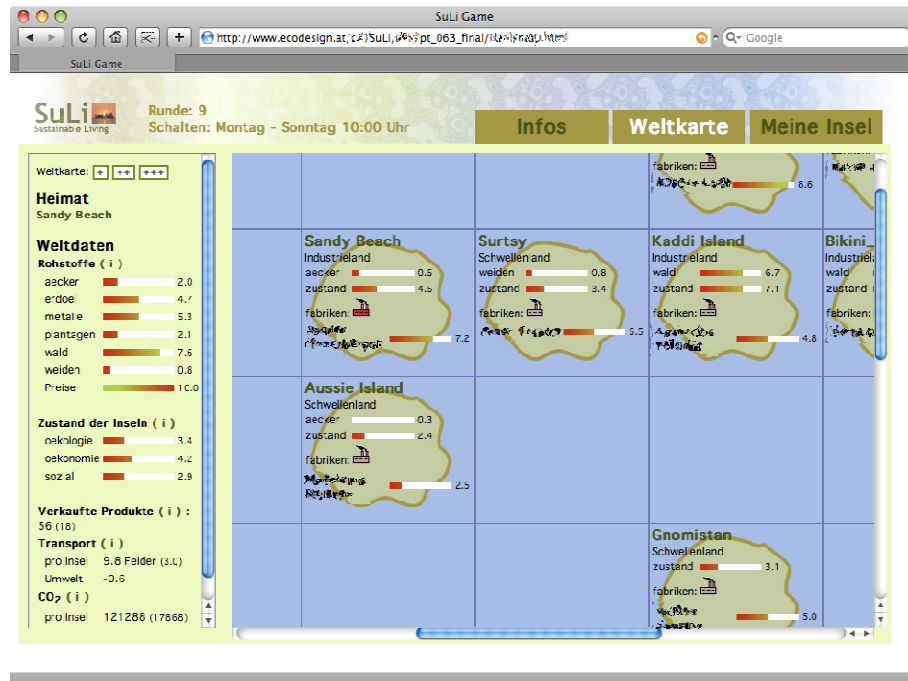 SuLi Game
http://www.ecodesign.at/
Google
SuLi Game
SuLi
Sustainable Living
Runde: 9
Schalten: Montag - Sonntag 10:00 Uhr
Infos
Weltkarte
Meine Insel
Weltkarte: + ++ +++
Heimat
Sandy Beach
Weltdaten
Rohstoffe ( i )
aecker 2.0
erdoel 4.7
metalle 5.3
plantagen 2.1
wald 7.6
weiden 0.8
Preise 10.0
Zustand der Inseln ( i )
oekologie 3.4
oekonomie 4.2
sozial 2.9
Verkaufte Produkte ( i ) :
56 (18)
Transport ( i )
pro Insel 9.8 Felder (3.0)
Umwelt -0.6
CO2 ( i )
pro Insel 121288 (17868)
fabriken:
8.6
Sandy Beach
Industrieland
aecker 0.5
zustand 4.5
fabriken:
7.2
Surtsy
Schwellenland
weiden 0.8
zustand 3.4
fabriken:
5.5
Kaddi Island
Industrieland
wald 6.7
zustand 7.1
fabriken:
4.8
Bikini_
Industriel
wald
zustand
fabriken:
Aussie Island
Schwellenland
aecker 0.3
zustand 2.4
fabriken:
2.5
Gnomistan
Schwellenland
zustand 3.1
fabriken:
5.0